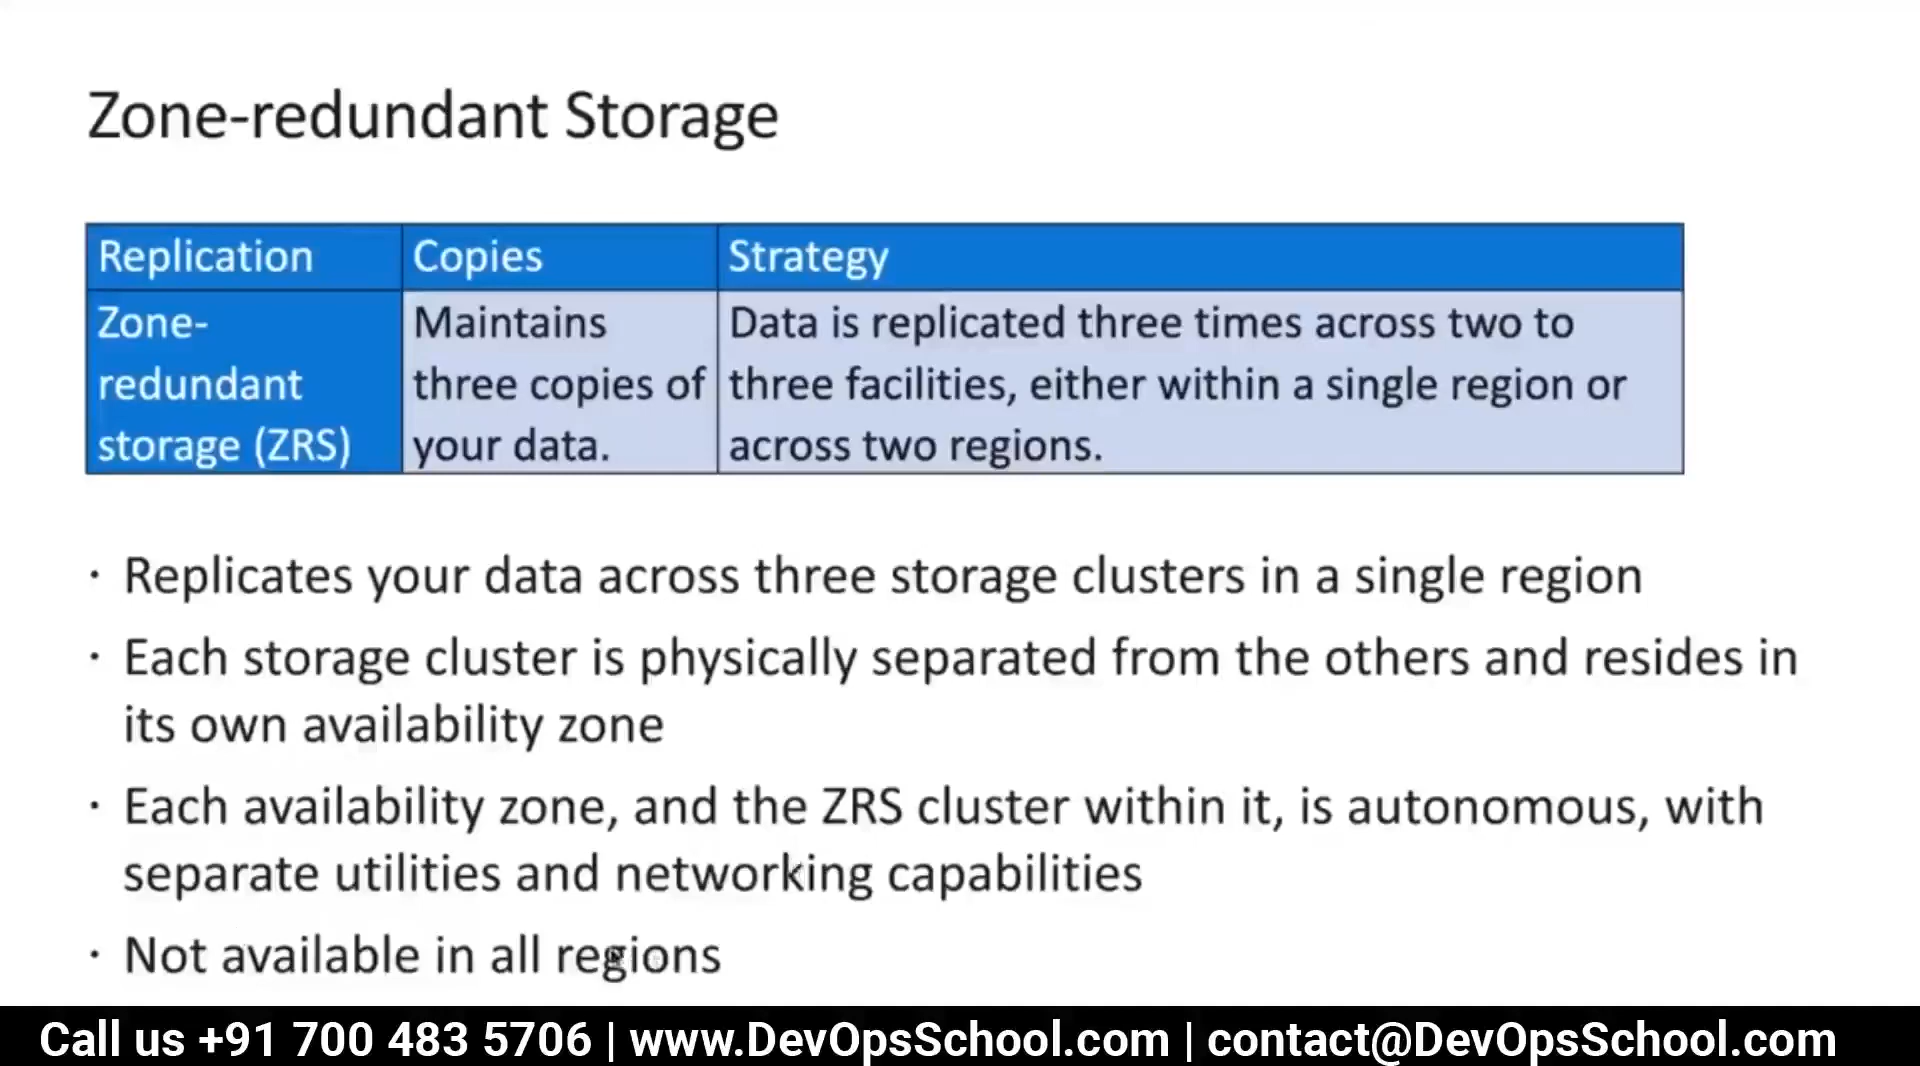 Zone-redundant Storage
Replication Copies Strategy
Zone-
redundant
storage (ZRS)
Maintains
three copies of
your data.
Data is replicated three times across two to
three facilities, either within a single region or
across two regions.
· Replicates your data across three storage clusters in a single region
· Each storage cluster is physically separated from the others and resides in
its own availability zone
· Each availability zone, and the ZRS cluster within it, is autonomous, with
separate utilities and networking capabilities
· Not available in all regions
Call us +91 700 483 5706 | www.DevOpsSchool.com | contact@DevOpsSchool.com